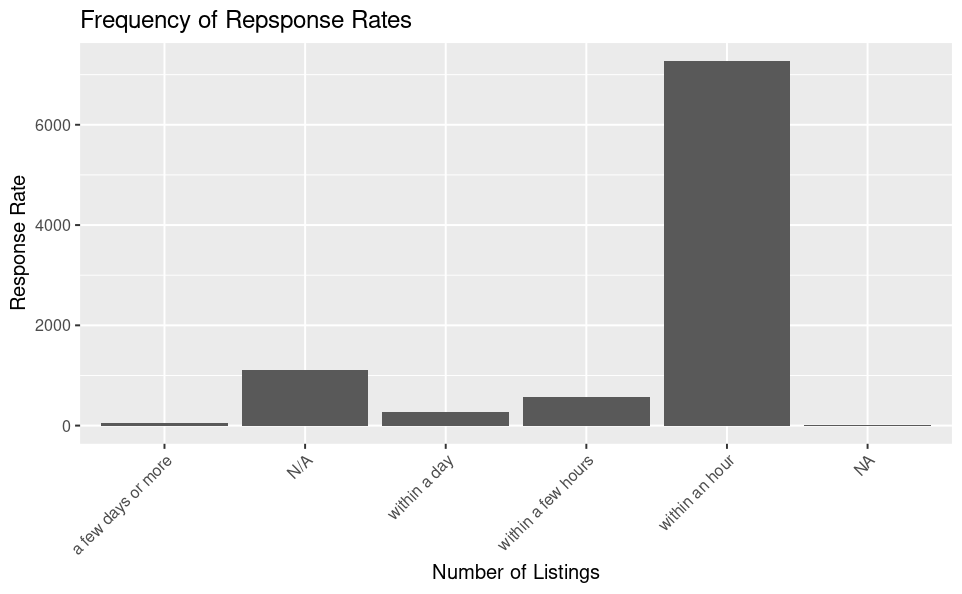 Frequency of Repsponse Rates
Response Rate
6000
4000
2000
0
a few days or more
N/A
within a day
within a few hours
within an hour
NA
Number of Listings